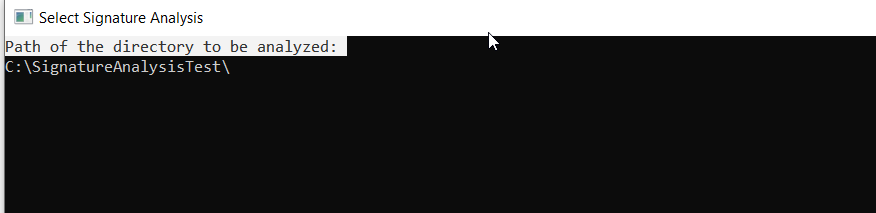 Select Signature Analysis
Path of the directory to be analyzed:
C:\SignatureAnalysisTest\